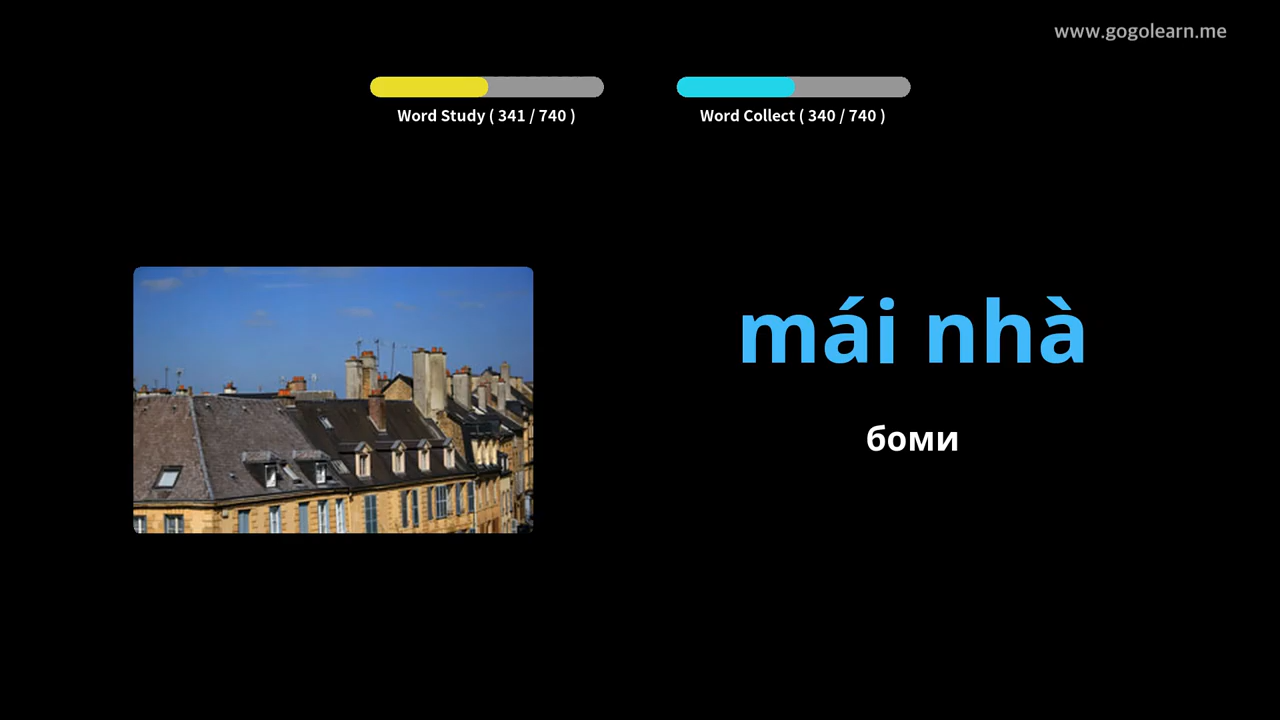 www.gogolearn.me
Word Study ( 341 / 740 )
Word Collect ( 340 / 740 )
mái nhà
боми